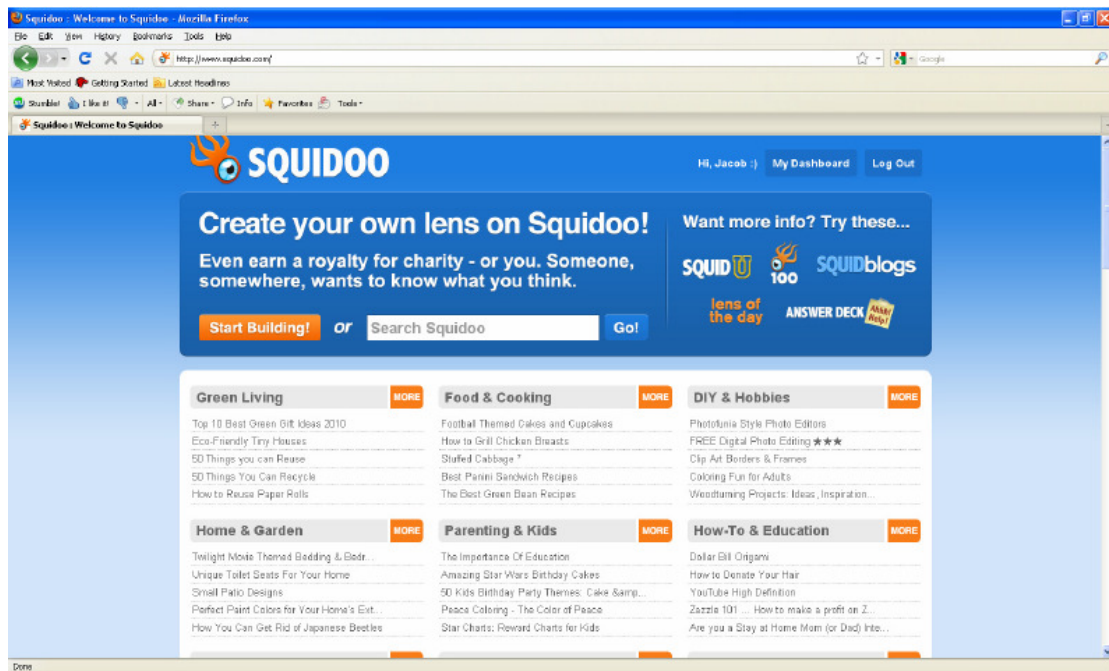 Squidoo : Welcome to Squidoo - Mozilla Firefox
File Edit View History Bookmarks Tools Help
http://www.squidoo.com/
Google
Most Visited Getting Started Latest Headlines
Stumble! I like it! All Share Info Favorites Tools
Squidoo : Welcome to Squidoo
SQUIDOO
Hi, Jacob :) My Dashboard Log Out
Create your own lens on Squidoo!
Even earn a royalty for charity - or you. Someone,
somewhere, wants to know what you think.
Start Building! or Search Squidoo Go!
Want more info? Try these...
SQUID U 100 SQUIDblogs
lens of
the day
ANSWER DECK Ahhh! Help!
Green Living MORE
Top 10 Best Green Gift Ideas 2010
Eco-Friendly Tiny Houses
50 Things you can Reuse
50 Things You Can Recycle
How to Reuse Paper Rolls
Food & Cooking MORE
Football Themed Cakes and Cupcakes
How to Grill Chicken Breasts
Stuffed Cabbage *
Best Panini Sandwich Recipes
The Best Green Bean Recipes
DIY & Hobbies MORE
Photofunia Style Photo Editors
FREE Digital Photo Editing ★★★
Clip Art Borders & Frames
Coloring Fun for Adults
Woodturning Projects: Ideas, Inspiration...
Home & Garden MORE
Twilight Movie Themed Bedding & Bedr...
Unique Toilet Seats For Your Home
Small Patio Designs
Perfect Paint Colors for Your Home's Ext...
How You Can Get Rid of Japanese Beetles
Parenting & Kids MORE
The Importance Of Education
Amazing Star Wars Birthday Cakes
50 Kids Birthday Party Themes: Cake &amp...
Peace Coloring - The Color of Peace
Star Charts: Reward Charts for Kids
How-To & Education MORE
Dollar Bill Origami
How to Donate Your Hair
YouTube High Definition
Zazzle 101 ... How to make a profit on Z...
Are you a Stay at Home Mom (or Dad) Inte...
Done